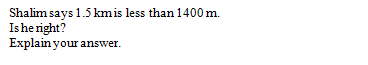 Shalim says 1.5 km is less than 1400 m.
Is he right?
Explain your answer.